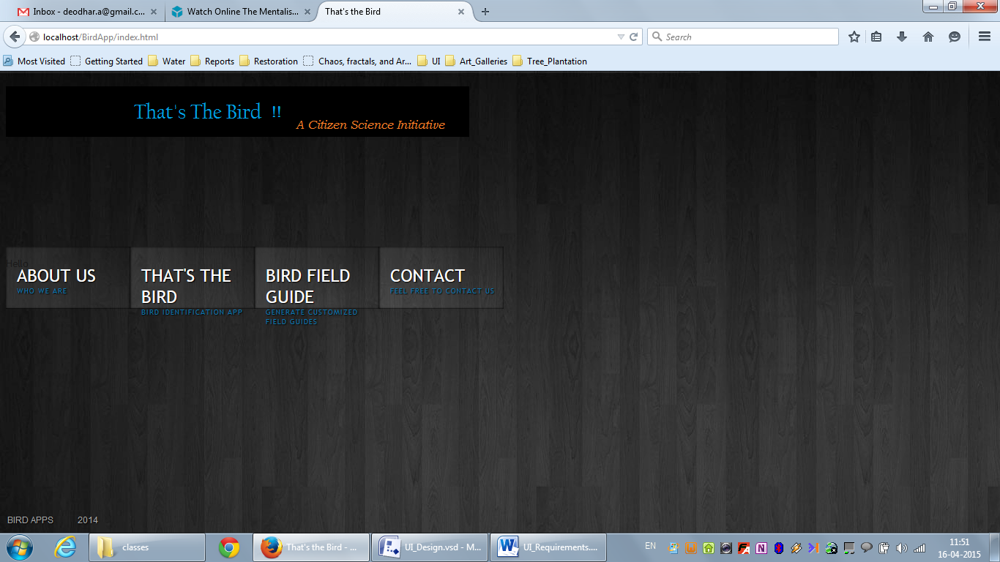 Inbox - deodhar.a@gmail.c...
Watch Online The Mentalis...
That's the Bird
localhost/BirdApp/index.html
Search
Most Visited
Getting Started
Water
Reports
Restoration
Chaos, fractals, and Ar...
UI
Art_Galleries
Tree_Plantation
That's The Bird !!
A Citizen Science Initiative
Hello
ABOUT US
WHO WE ARE
THAT'S THE
BIRD
BIRD IDENTIFICATION APP
BIRD FIELD
GUIDE
GENERATE CUSTOMIZED
FIELD GUIDES
CONTACT
FEEL FREE TO CONTACT US
BIRD APPS 2014
classes
That's the Bird - ...
UI_Design.vsd - M...
UI_Requirements....
EN
11:51
16-04-2015